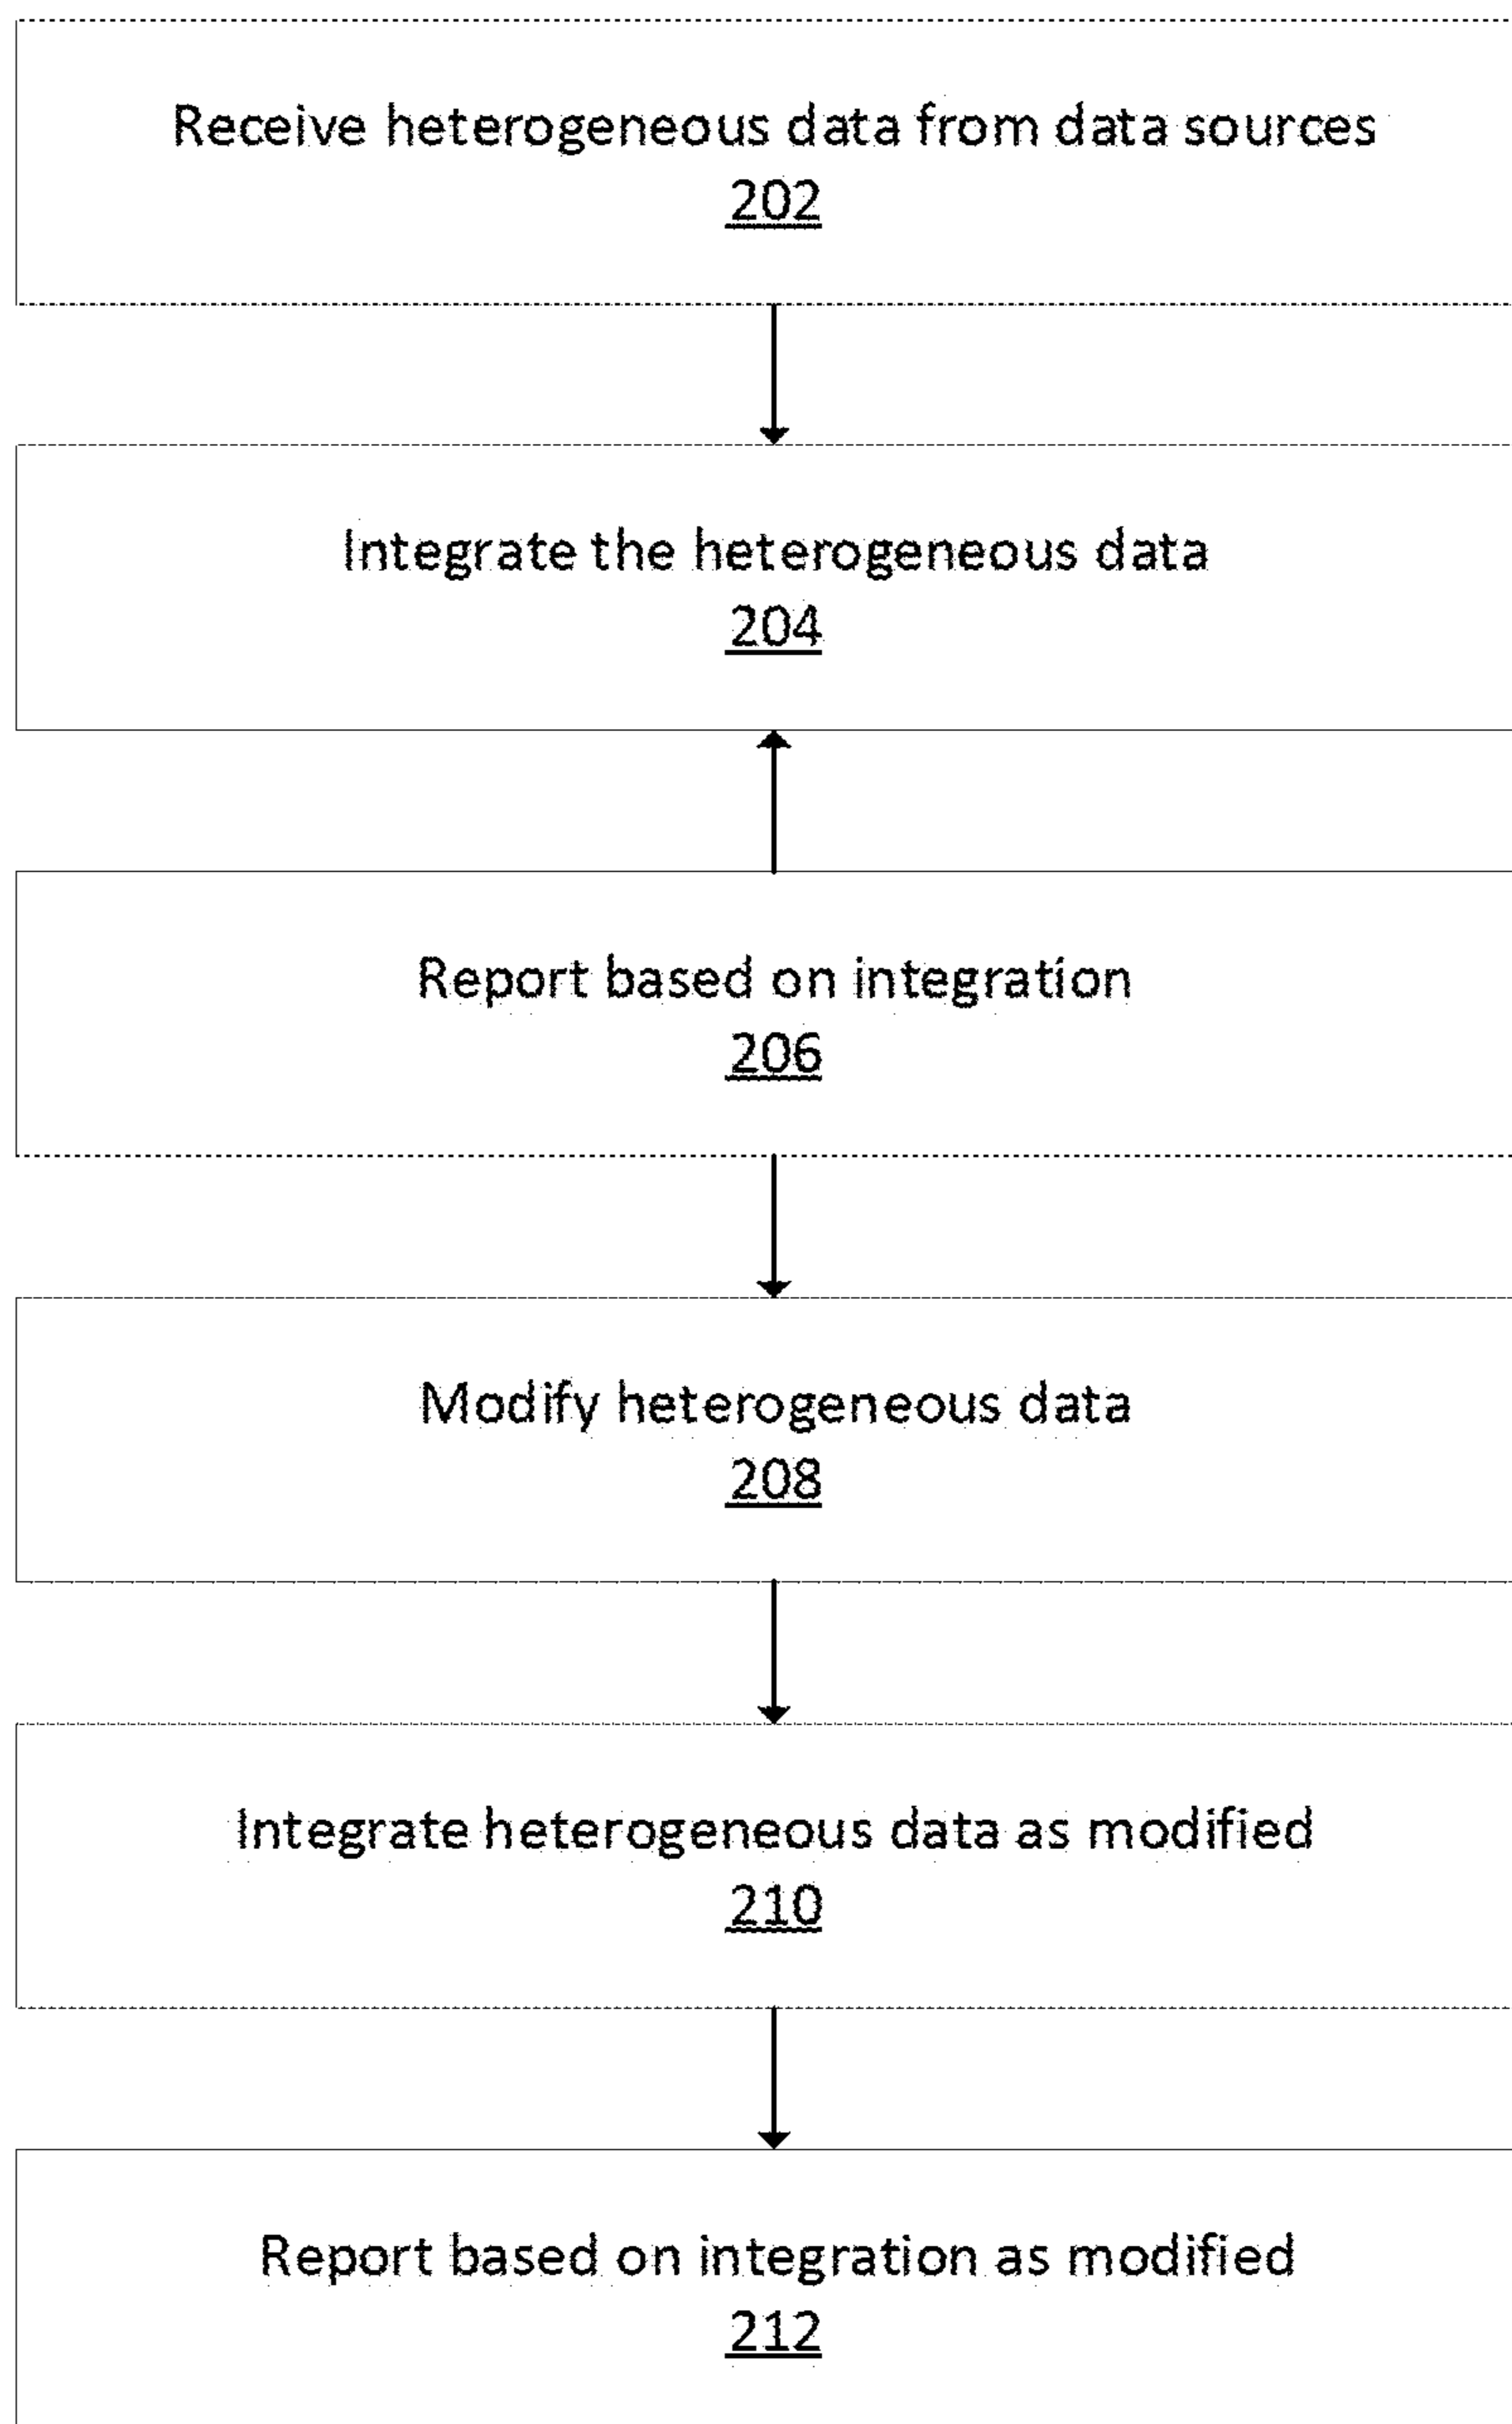 Receive heterogeneous data from data sources
202
Integrate the heterogeneous data
204
Report based on integration
206
Modify heterogeneous data
208
Integrate heterogeneous data as modified
210
Report based on integration as modified
212